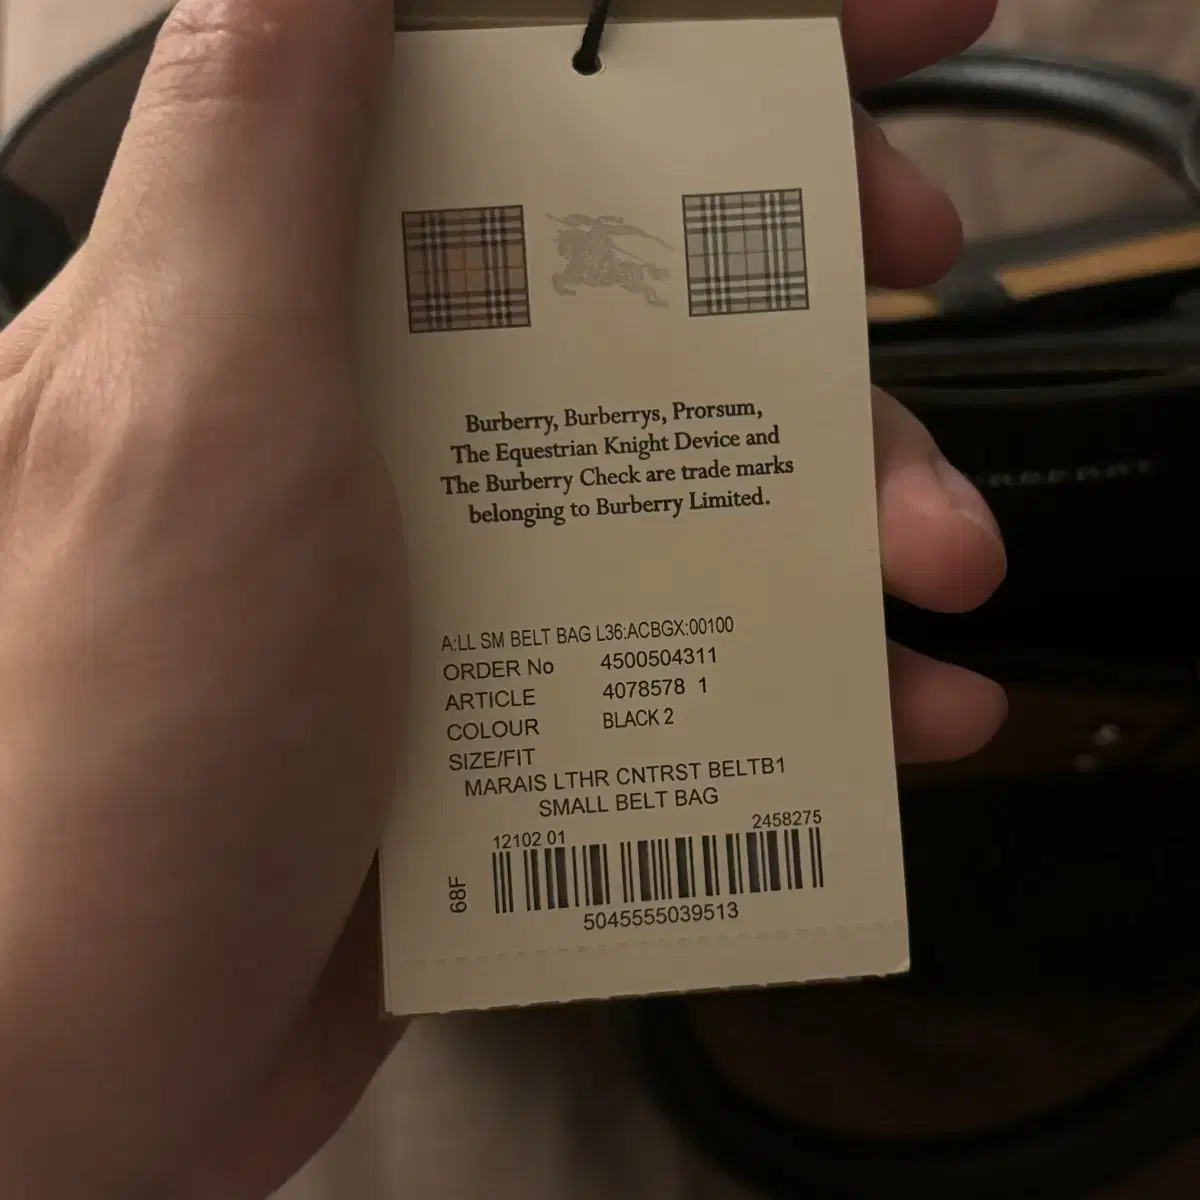 Burberry, Burberrys, Prorsum,
The Equestrian Knight Device and
The Burberry Check are trade marks
belonging to Burberry Limited.
A:LL SM BELT BAG L36:ACBGX:00100
ORDER No 4500504311
ARTICLE 4078578 1
COLOUR BLACK 2
SIZE/FIT
MARAIS LTHR CNTRST BELTB1
SMALL BELT BAG
12102 01 2458275
68F
5045555039513